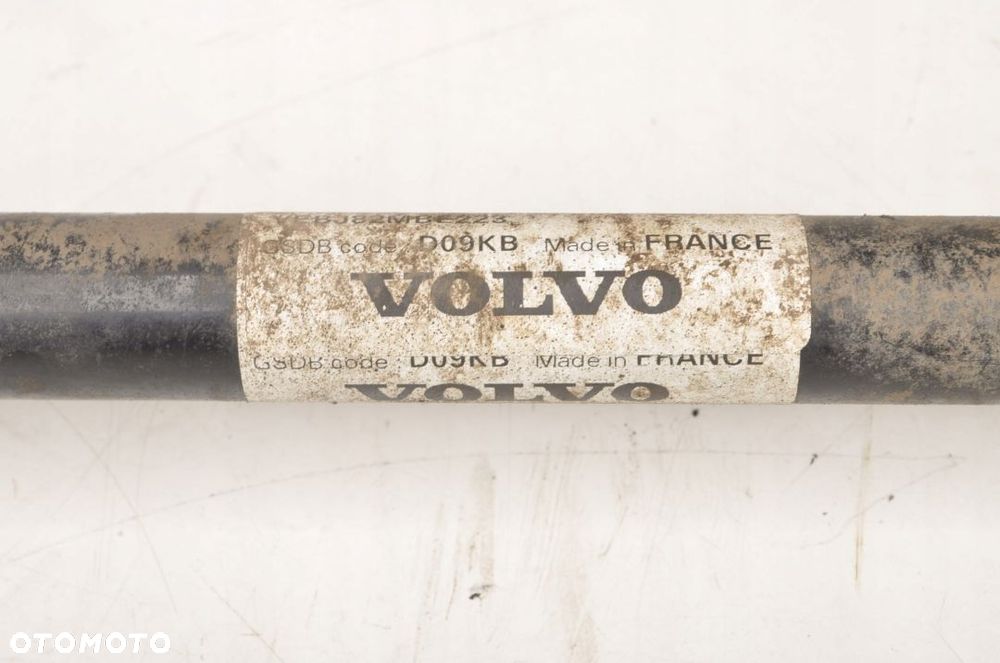 GSDB code : D09KB Made in FRANCE
VOLVO
GSDB code : D09KB Made in FRANCE
VOLVO
OTOMOTO